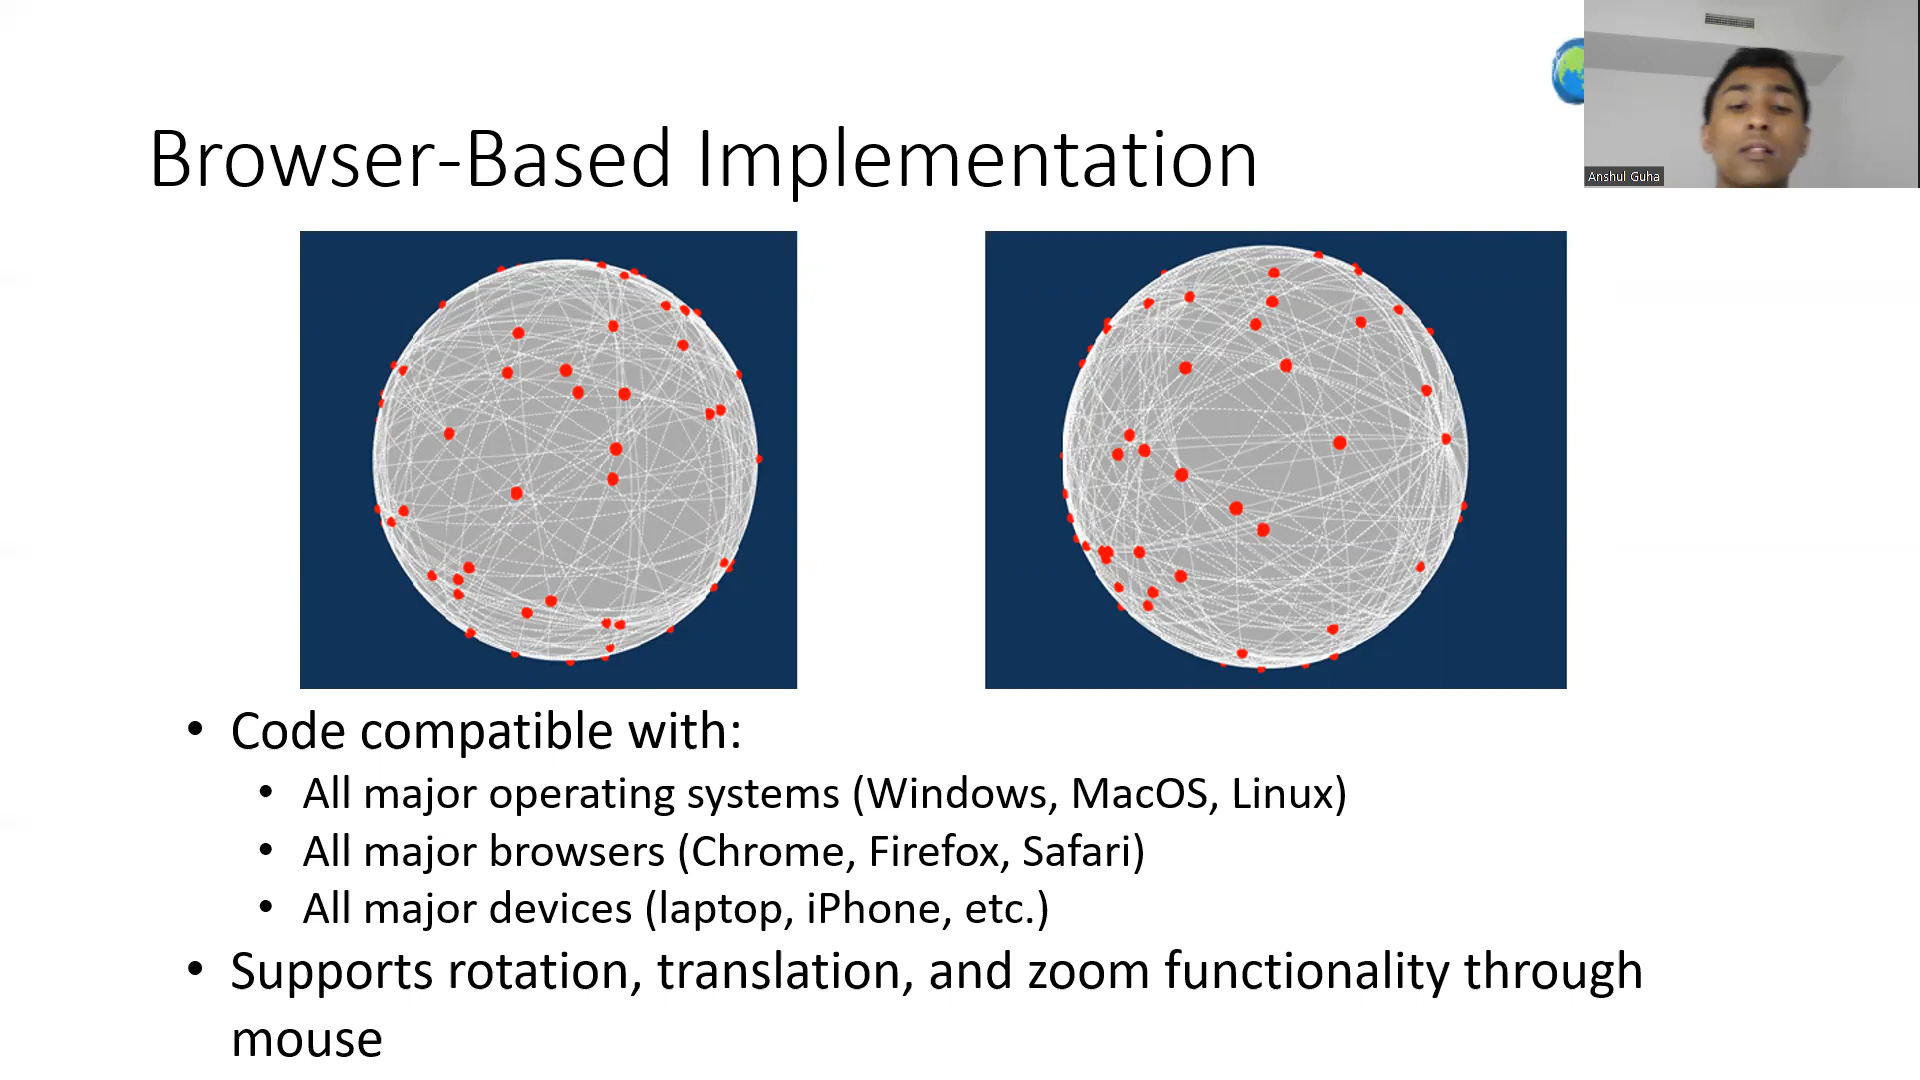 Browser-Based Implementation
Anshul Guha
• Code compatible with:
• All major operating systems (Windows, MacOS, Linux)
• All major browsers (Chrome, Firefox, Safari)
• All major devices (laptop, iPhone, etc.)
• Supports rotation, translation, and zoom functionality through
mouse